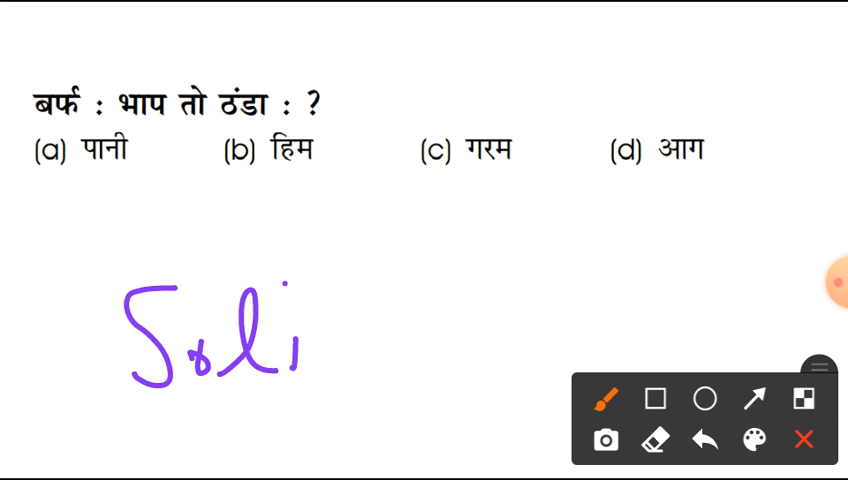 बर्फ : भाप तो ठंडा : ?
(a) पानी (b) हिम (c) गरम (d) आग
Soli